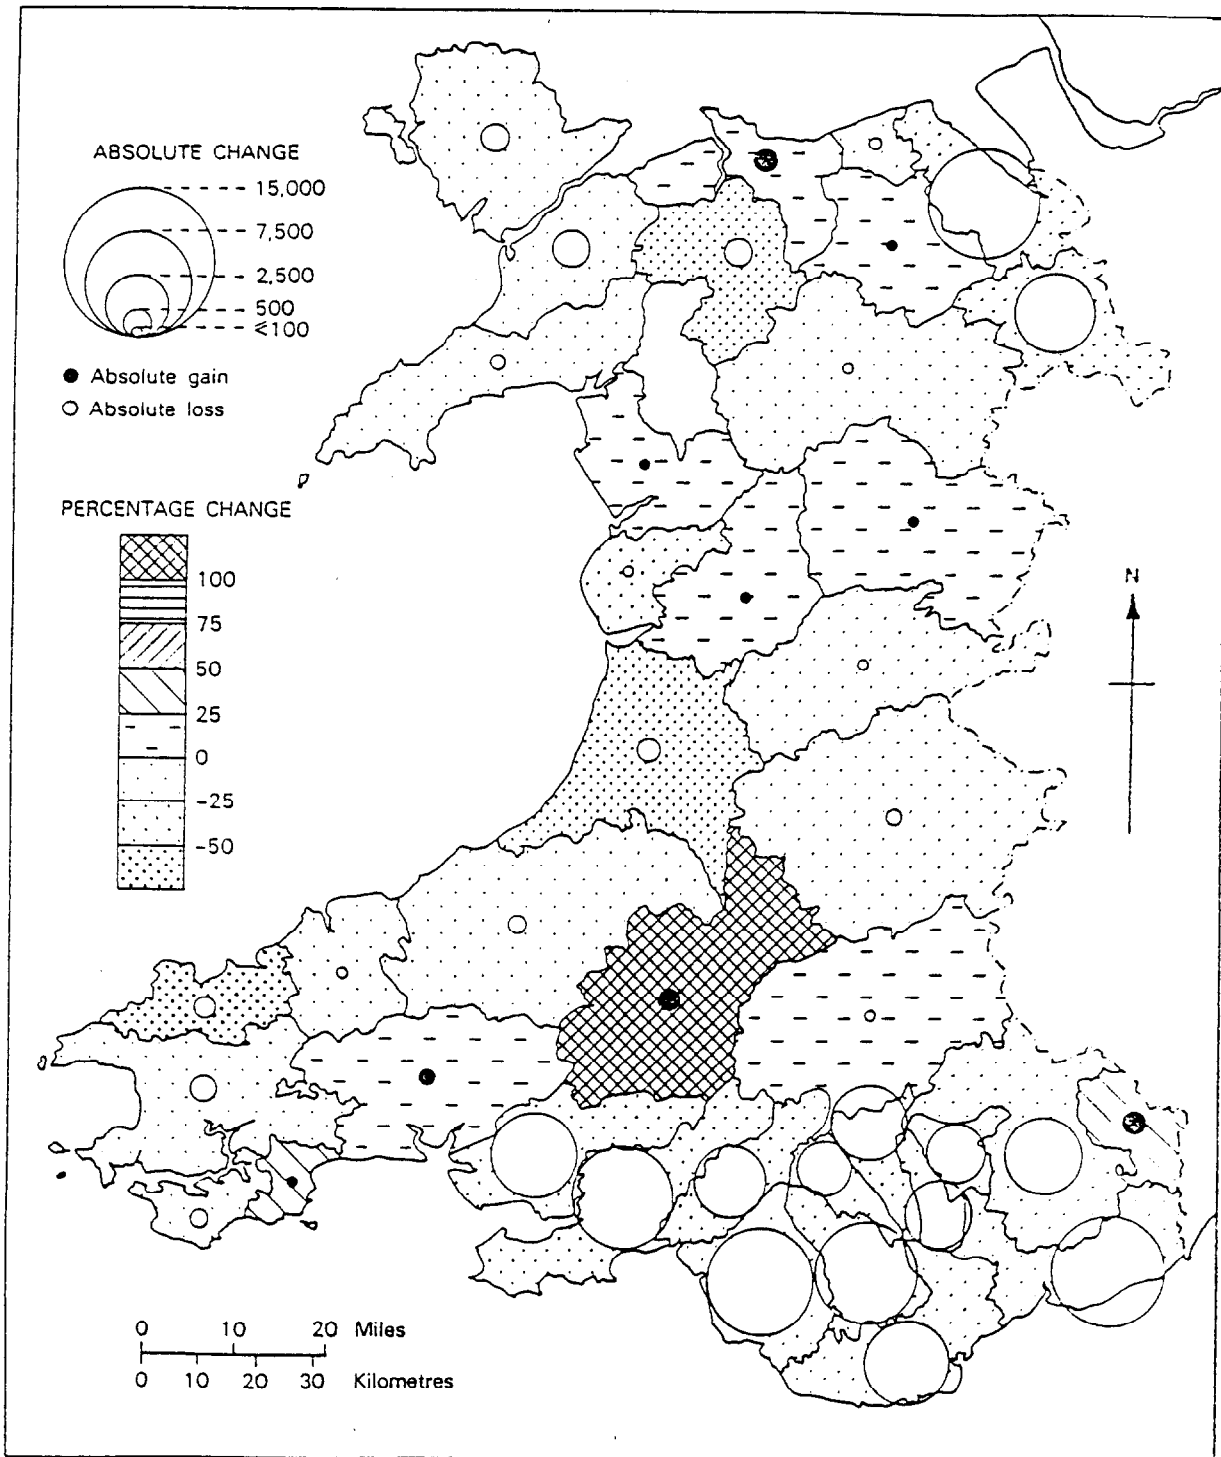 ABSOLUTE CHANGE
15,000
7,500
2,500
500
⩽100
Absolute gain
Absolute loss
PERCENTAGE CHANGE
100
75
50
25
0
-25
-50
N
0 10 20 Miles
0 10 20 30 Kilometres